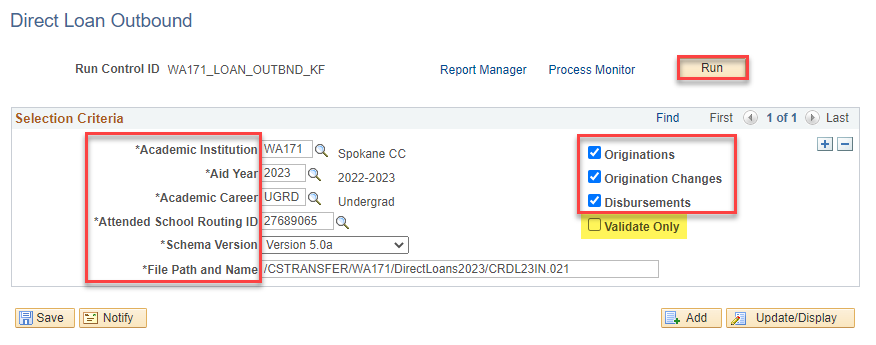 Direct Loan Outbound
Run Control ID WA171_LOAN_OUTBND_KF Report Manager Process Monitor Run
Selection Criteria Find First 1 of 1 Last
*Academic Institution WA171 Spokane CC
*Aid Year 2023 2022-2023
*Academic Career UGRD Undergrad
*Attended School Routing ID 27689065
*Schema Version Version 5.0a
*File Path and Name /CSTRANSFER/WA171/DirectLoans2023/CRDL23IN.021
Originations
Origination Changes
Disbursements
Validate Only
Save Notify Add Update/Display